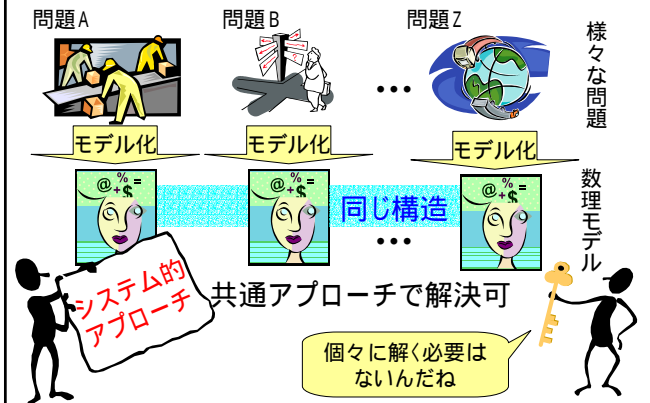 問題A
問題B
問題Z
…
様々な問題
モデル化
モデル化
モデル化
@%=
+$
@%=
+$
@%=
+$
同じ構造
…
数理モデル
システム的
アプローチ
共通アプローチで解決可
個々に解く必要は
ないんだね